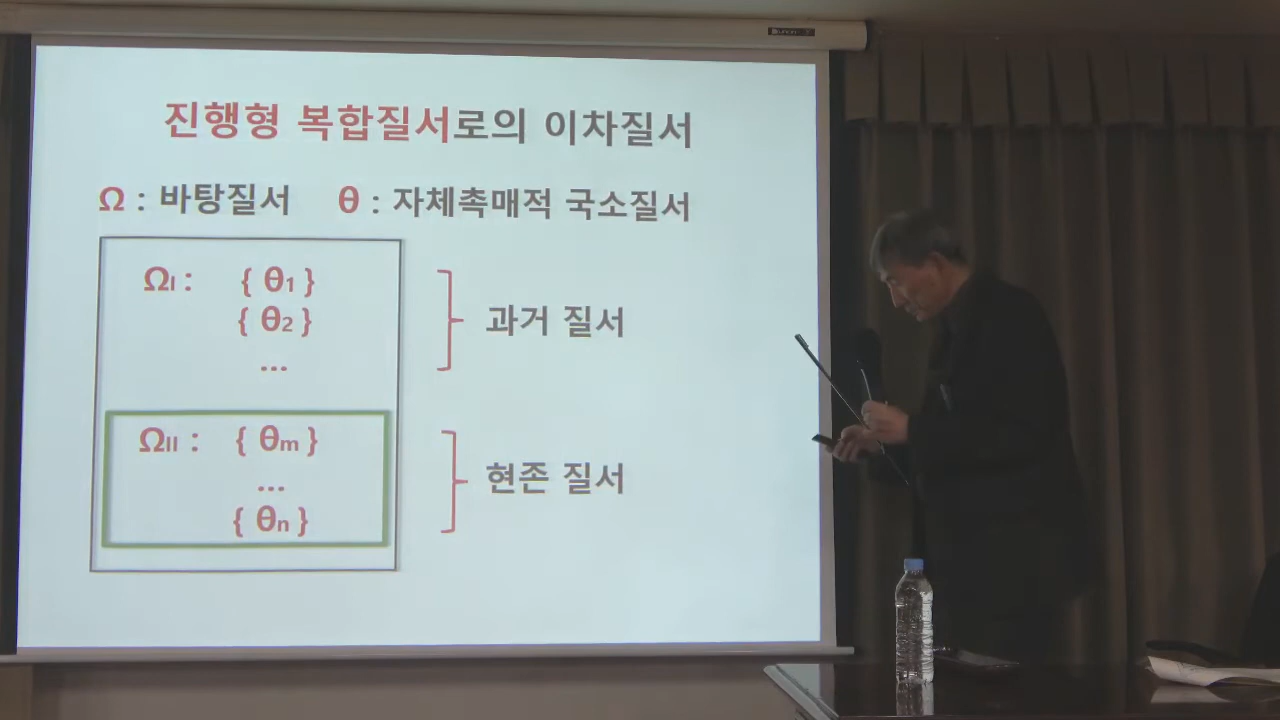 진행형 복합질서로의 이차질서
Ω : 바탕질서 θ : 자체촉매적 국소질서
ΩI : { θ1 }
{ θ2 }
...
과거 질서
ΩII : { θm }
...
{ θn }
현존 질서